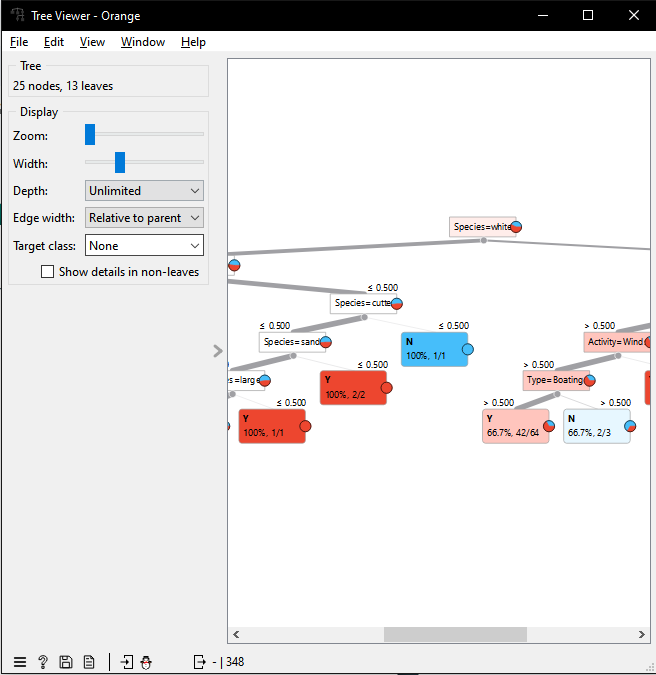 Tree Viewer - Orange
File Edit View Window Help
Tree
25 nodes, 13 leaves
Display
Zoom:
Width:
Depth: Unlimited
Edge width: Relative to parent
Target class: None
Show details in non-leaves
Species=white
≤ 0.500
Species=cutte
≤ 0.500
≤ 0.500
> 0.500
Species=sand
N
100%, 1/1
Activity=Wind
≤ 0.500
> 0.500
es=large
Y
100%, 2/2
Type=Boating
≤ 0.500
> 0.500
> 0.500
Y
100%, 1/1
Y
66.7%, 42/64
N
66.7%, 2/3
- | 348